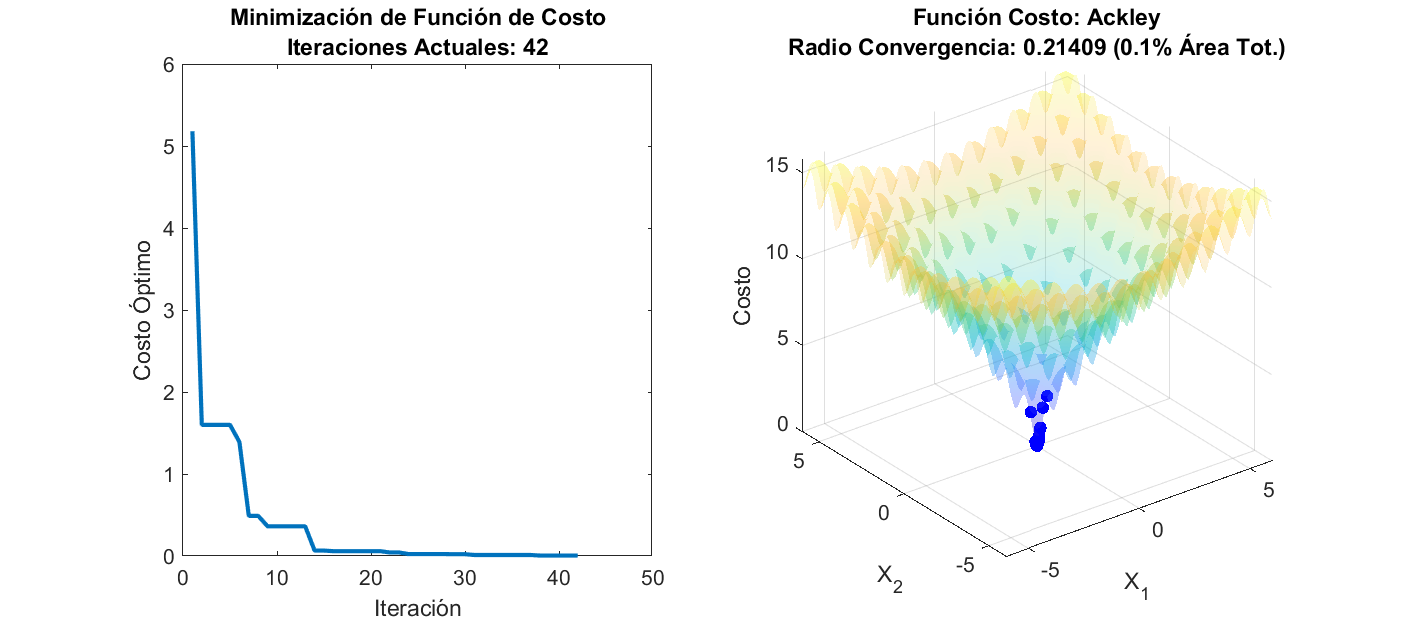 Minimización de Función de Costo
Iteraciones Actuales: 42
6
5
4
3
2
1
0
0
10
20
30
40
50
Costo Óptimo
Iteración
Función Costo: Ackley
Radio Convergencia: 0.21409 (0.1% Área Tot.)
15
10
5
0
Costo
5
0
-5
X2
-5
0
5
X1